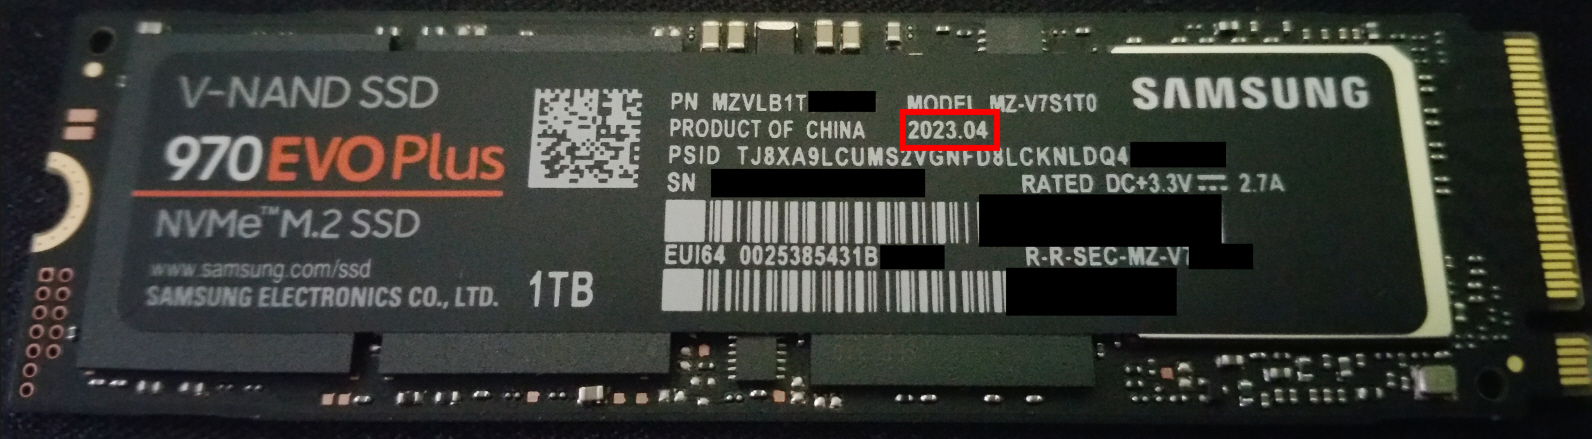 V-NAND SSD
970 EVO Plus
NVMe™ M.2 SSD
www.samsung.com/ssd
SAMSUNG ELECTRONICS CO., LTD.
1TB
PN MZVLB1T
MODEL MZ-V7S1T0
PRODUCT OF CHINA 2023.04
PSID TJ8XA9LCUMS2VGNFD8LCKNLDQ4
SN
RATED DC+3.3V ⎓ 2.7A
EUI64 0025385431B
R-R-SEC-MZ-V7
SAMSUNG